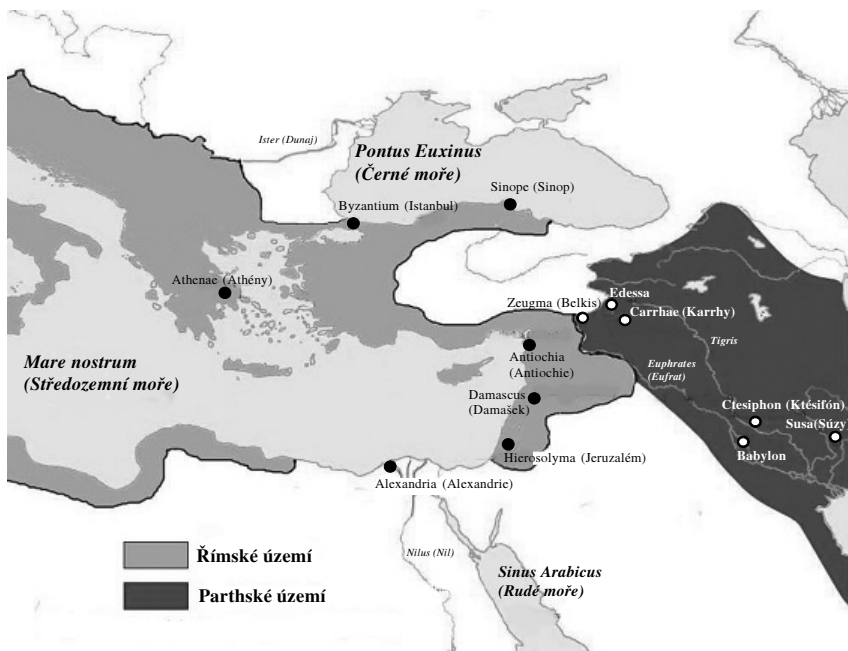 Ister (Dunaj)
Pontus Euxinus
(Černé moře)
Sinope (Sinop)
Byzantium (Istanbul)
Athenae (Athény)
Zeugma (Belkis)
Edessa
Carrhae (Karrhy)
Tigris
Mare nostrum
(Středozemní moře)
Antiochia
(Antiochie)
Euphrates
(Eufrat)
Damascus
(Damašek)
Ctesiphon (Ktésifón)
Susa(Súzy)
Hierosolyma (Jeruzalém)
Babylon
Alexandria (Alexandrie)
Nilus (Nil)
Sinus Arabicus
(Rudé moře)
Římské území
Parthské území